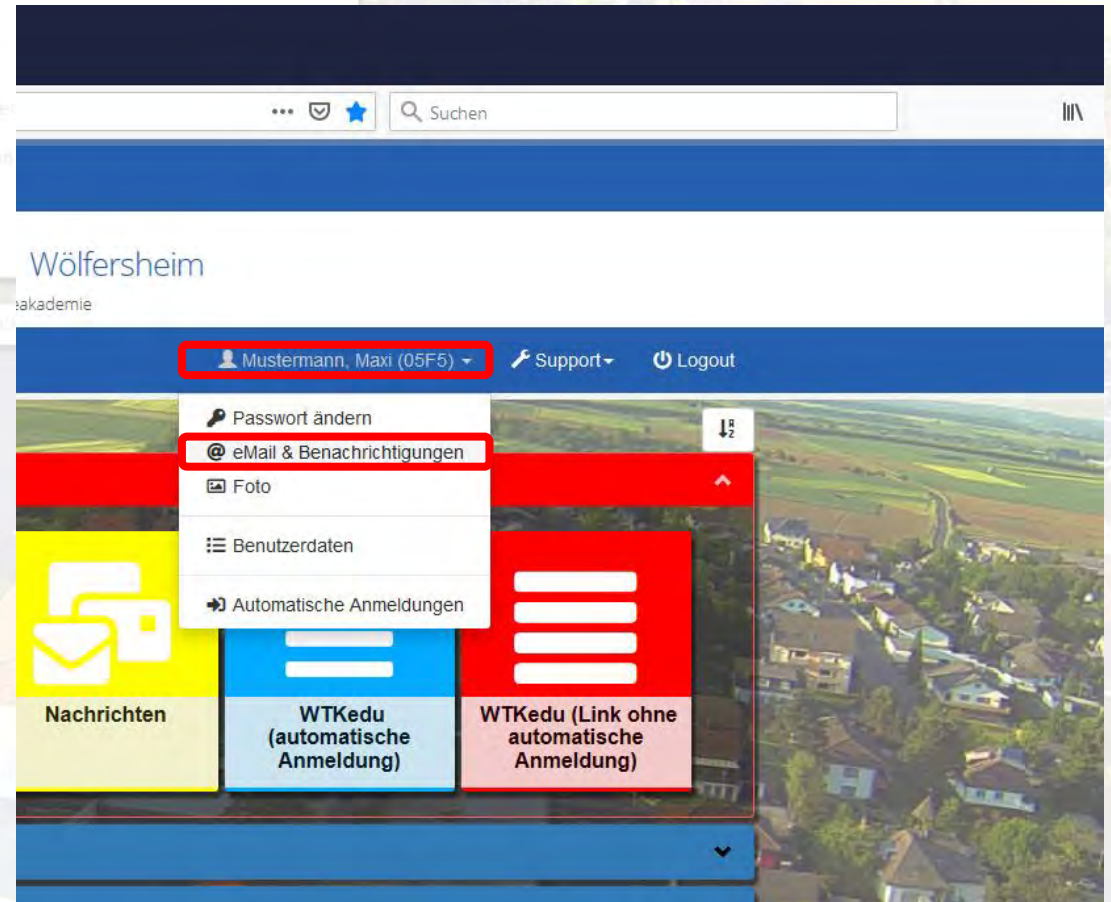 Suchen
Wölfersheim
eakademie
Mustermann, Maxi (05F5)
Support
Logout
Passwort ändern
@ eMail & Benachrichtigungen
Foto
Benutzerdaten
Automatische Anmeldungen
Nachrichten
WTKedu
(automatische
Anmeldung)
WTKedu (Link ohne
automatische
Anmeldung)